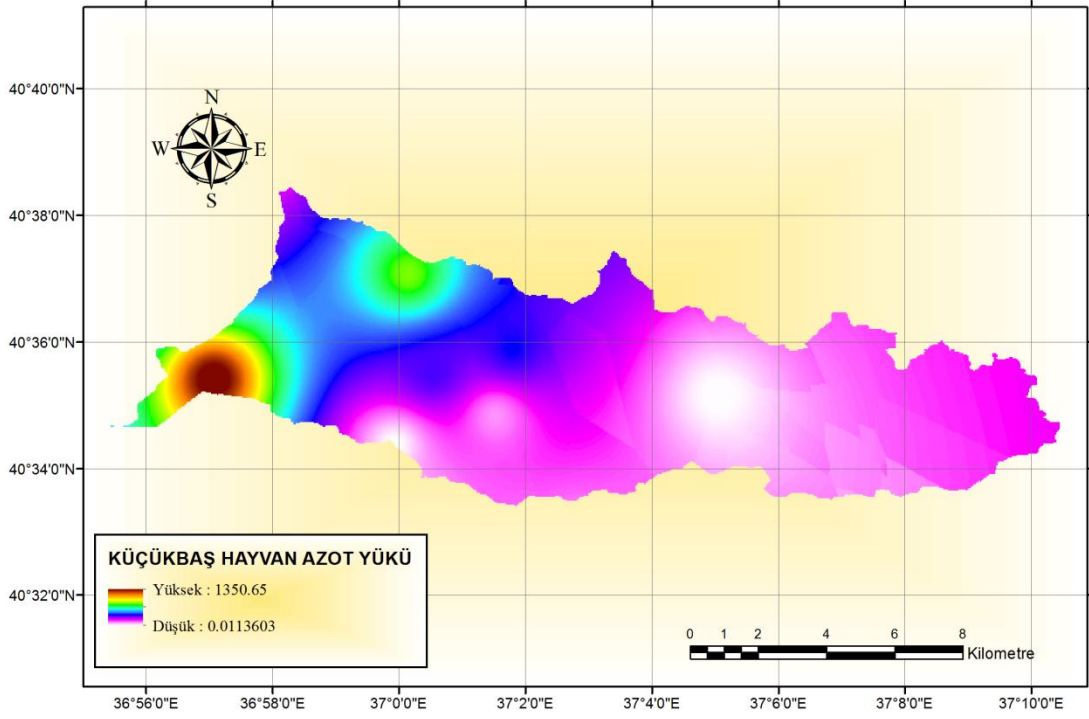 N
W E
S
40°40'0"N
40°38'0"N
40°36'0"N
40°34'0"N
40°32'0"N
KÜÇÜKBAŞ HAYVAN AZOT YÜKÜ
Yüksek : 1350.65
Düşük : 0.0113603
0 1 2 4 6 8
Kilometre
36°56'0"E 36°58'0"E 37°0'0"E 37°2'0"E 37°4'0"E 37°6'0"E 37°8'0"E 37°10'0"E